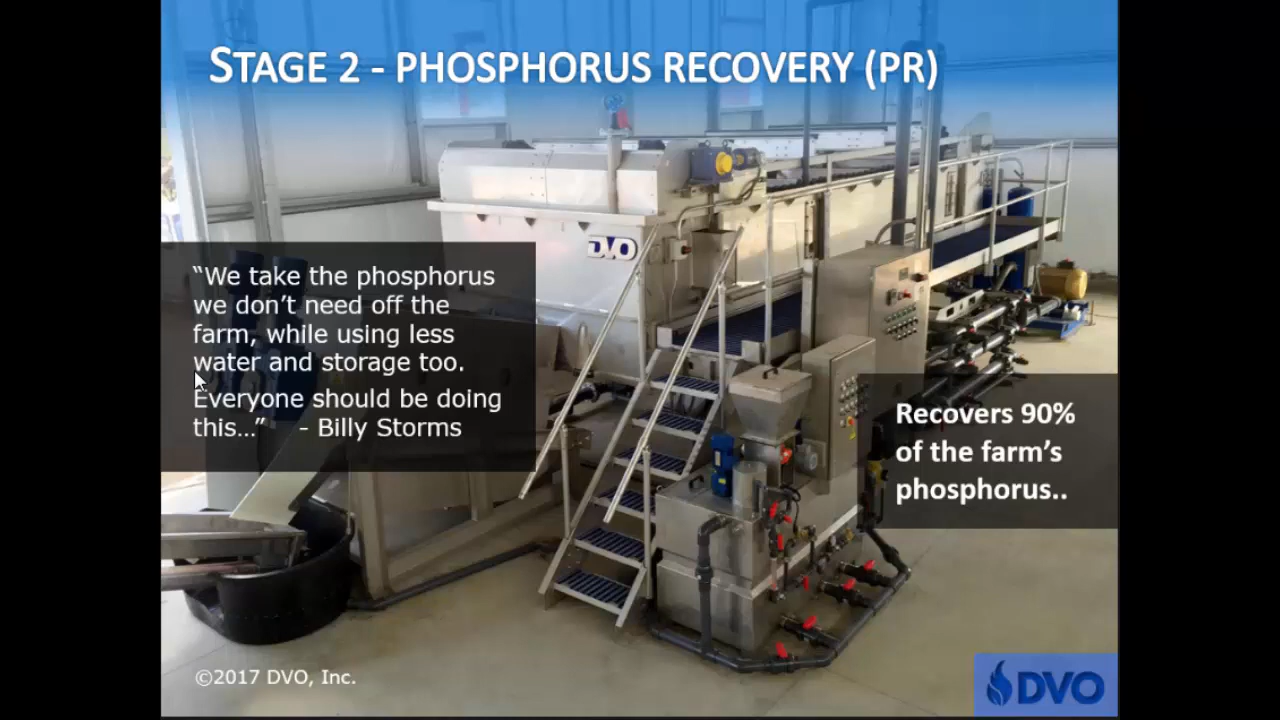 STAGE 2 - PHOSPHORUS RECOVERY (PR)
DVO
“We take the phosphorus
we don’t need off the
farm, while using less
water and storage too.
Everyone should be doing
this…” - Billy Storms
Recovers 90%
of the farm’s
phosphorus..
©2017 DVO, Inc.
DVO